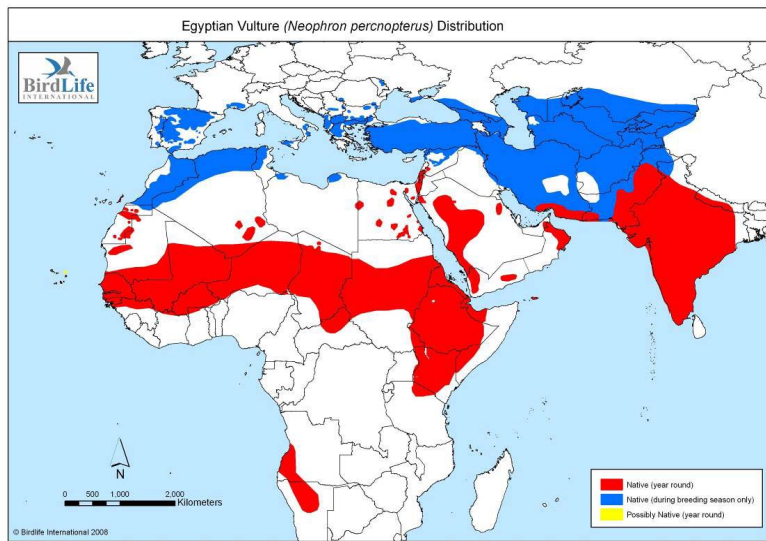 Egyptian Vulture (Neophron percnopterus) Distribution
BirdLife
INTERNATIONAL
N
0 500 1,000 2,000
Kilometers
Native (year round)
Native (during breeding season only)
Possibly Native (year round)
© Birdlife International 2008